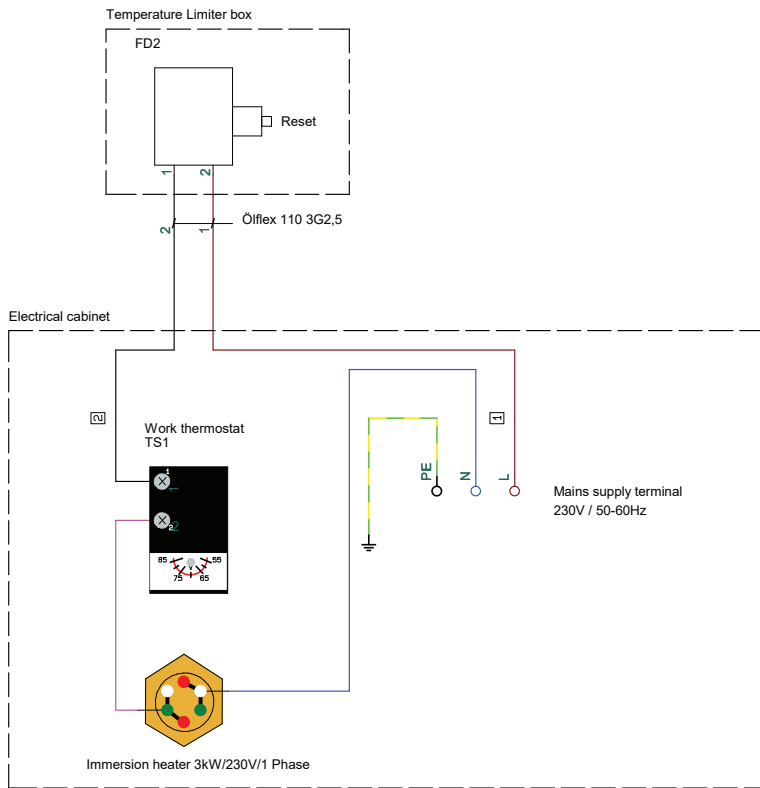 Temperature Limiter box
FD2
Reset
1
2
2
1
Ölflex 110 3G2,5
Electrical cabinet
2
1
Work thermostat
TS1
1
1
2
2
85
55
75
65
PE
N
L
Mains supply terminal
230V / 50-60Hz
Immersion heater 3kW/230V/1 Phase